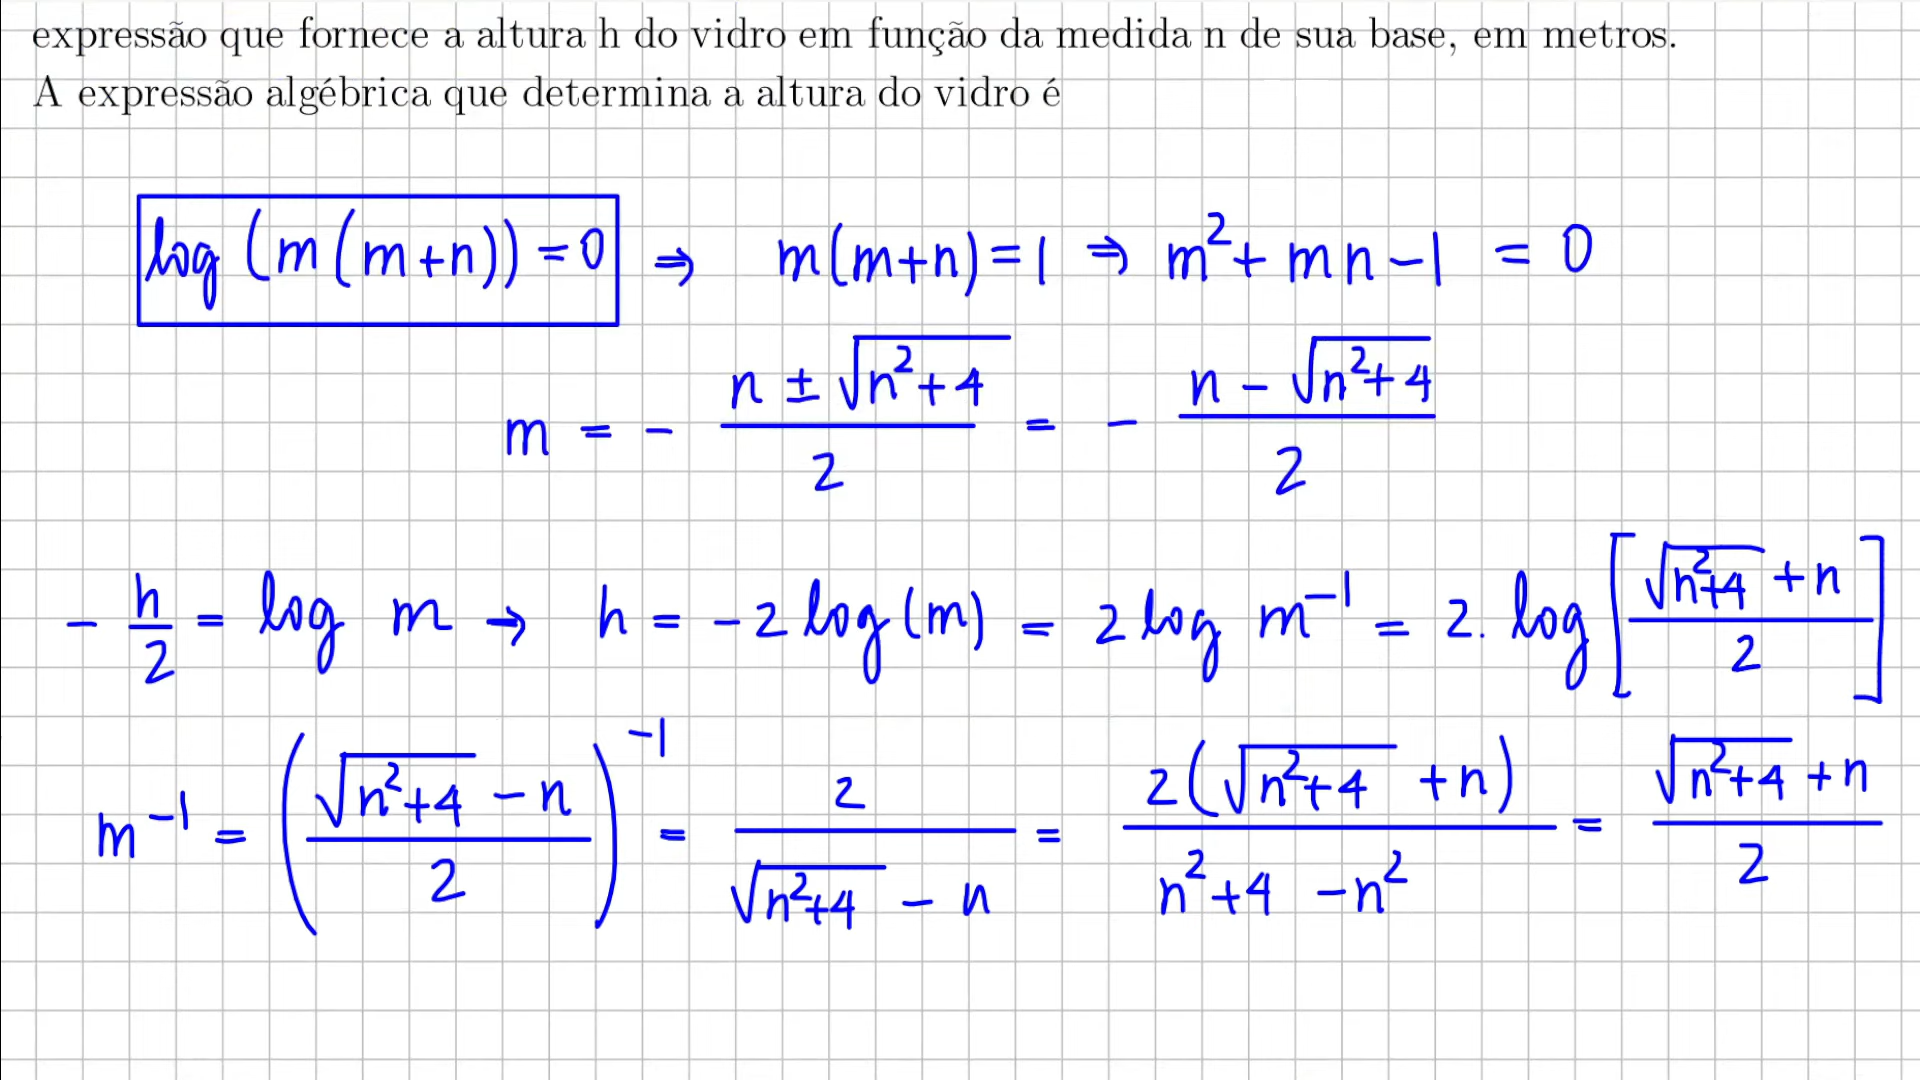 expressão que fornece a altura h do vidro em função da medida n de sua base, em metros.
A expressão algébrica que determina a altura do vidro é
log (m(m+n)) = 0 ⇒ m(m+n) = 1 ⇒ m² + mn - 1 = 0
m = - (n ± √(n²+4))/2 = - (n - √(n²+4))/2
- h/2 = log m → h = -2 log(m) = 2 log m⁻¹ = 2. log [(√(n²+4) + n)/2]
m⁻¹ = ((√(n²+4) - n)/2)⁻¹ = 2/(√(n²+4) - n) = 2(√(n²+4) + n)/(n²+4 - n²) = (√(n²+4) + n)/2